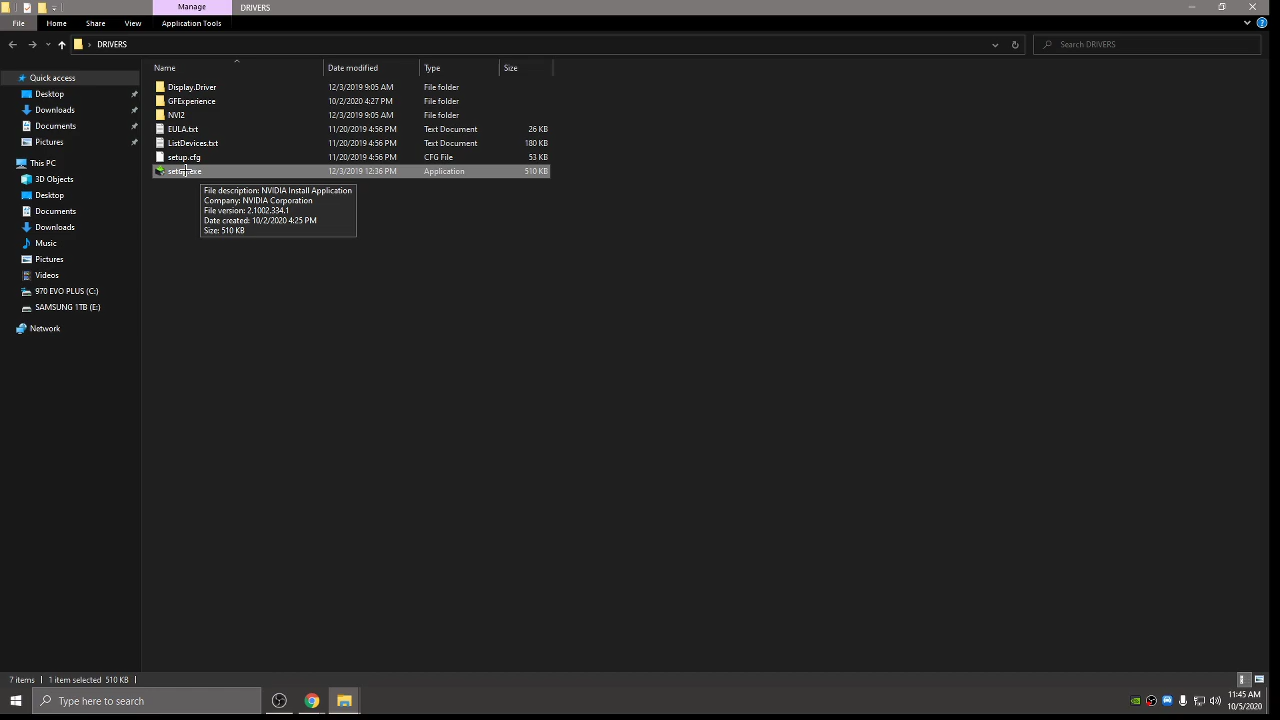 Manage
DRIVERS
File
Home
Share
View
Application Tools
DRIVERS
Search DRIVERS
Name
Date modified
Type
Size
Quick access
Desktop
Downloads
Documents
Pictures
This PC
3D Objects
Desktop
Documents
Downloads
Music
Pictures
Videos
970 EVO PLUS (C:)
SAMSUNG 1TB (E:)
Network
Display.Driver 12/3/2019 9:05 AM File folder
GFExperience 10/2/2020 4:27 PM File folder
NVI2 12/3/2019 9:05 AM File folder
EULA.txt 11/20/2019 4:56 PM Text Document 26 KB
ListDevices.txt 11/20/2019 4:56 PM Text Document 180 KB
setup.cfg 11/20/2019 4:56 PM CFG File 53 KB
setup.exe 12/3/2019 12:36 PM Application 510 KB
File description: NVIDIA Install Application
Company: NVIDIA Corporation
File version: 2.1002.334.1
Date created: 10/2/2020 4:25 PM
Size: 510 KB
7 items
1 item selected 510 KB
Type here to search
11:45 AM
10/5/2020